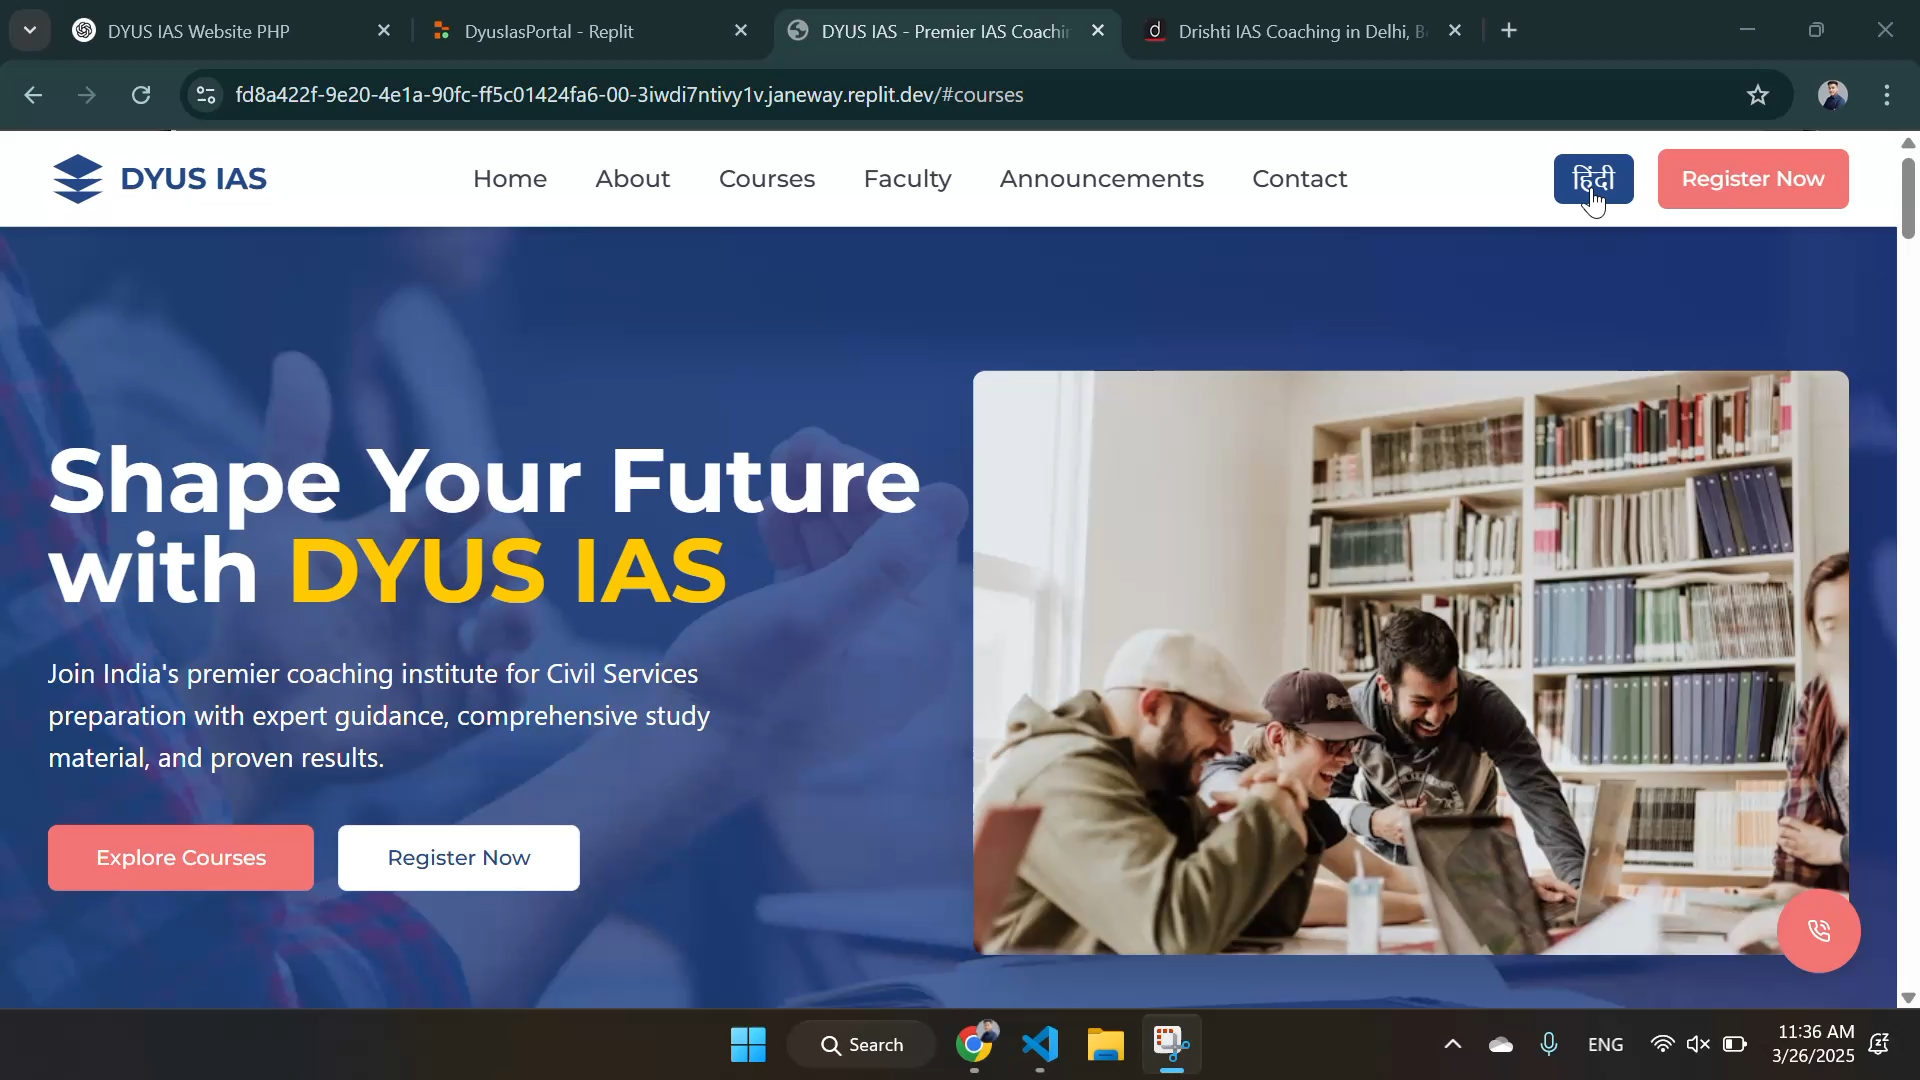 DYUS IAS Website PHP
DyusIasPortal - Replit
DYUS IAS - Premier IAS Coachin
Drishti IAS Coaching in Delhi, B
fd8a422f-9e20-4e1a-90fc-ff5c01424fa6-00-3iwdi7ntivy1v.janeway.replit.dev/#courses
DYUS IAS
Home
About
Courses
Faculty
Announcements
Contact
हिंदी
Register Now
Shape Your Future
with DYUS IAS
Join India's premier coaching institute for Civil Services
preparation with expert guidance, comprehensive study
material, and proven results.
Explore Courses
Register Now
Search
ENG
11:36 AM
3/26/2025